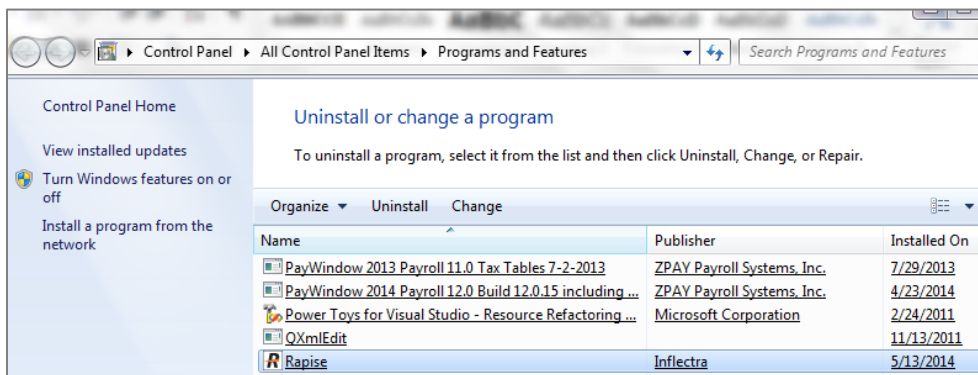 Control Panel ▸ All Control Panel Items ▸ Programs and Features Search Programs and Features
Control Panel Home
View installed updates
Turn Windows features on or
off
Install a program from the
network
Uninstall or change a program
To uninstall a program, select it from the list and then click Uninstall, Change, or Repair.
Organize Uninstall Change
Name Publisher Installed On
PayWindow 2013 Payroll 11.0 Tax Tables 7-2-2013 ZPAY Payroll Systems, Inc. 7/29/2013
PayWindow 2014 Payroll 12.0 Build 12.0.15 including ... ZPAY Payroll Systems, Inc. 4/23/2014
Power Toys for Visual Studio - Resource Refactoring ... Microsoft Corporation 2/24/2011
QXmlEdit 11/13/2011
Rapise Inflectra 5/13/2014